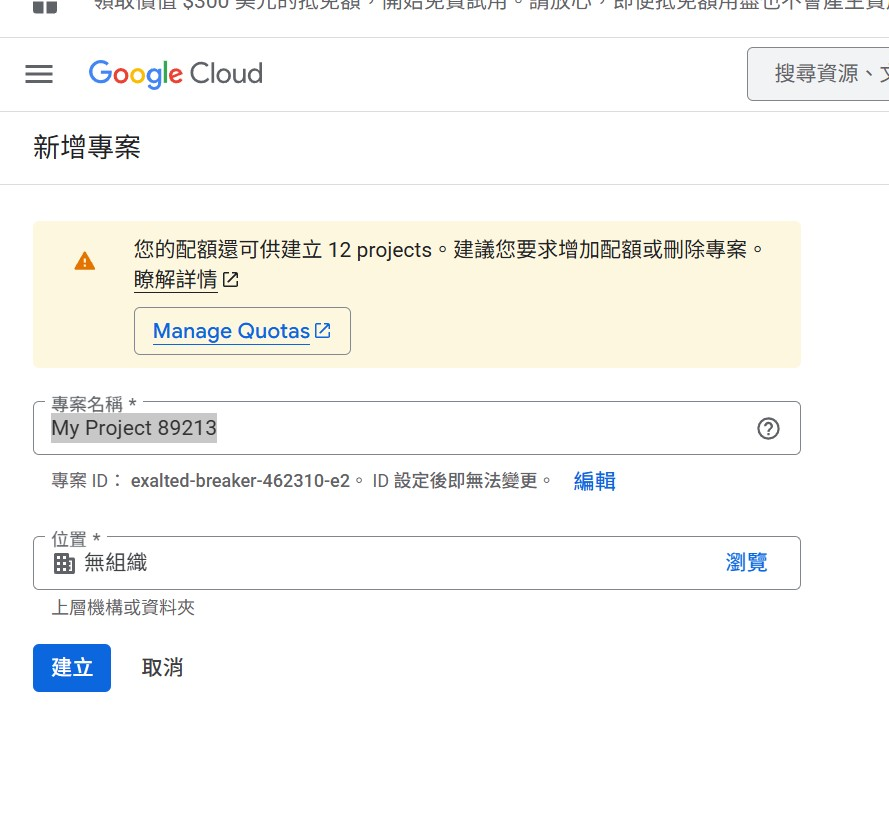 領取價值 $300 美元的抵免額，開始免費試用。請放心，即使抵免額用盡也不會產生費
Google Cloud
搜尋資源、文
新增專案
您的配額還可供建立 12 projects。建議您要求增加配額或刪除專案。
瞭解詳情
Manage Quotas
專案名稱 *
My Project 89213
專案 ID： exalted-breaker-462310-e2。 ID 設定後即無法變更。 編輯
位置 *
無組織 瀏覽
上層機構或資料夾
建立 取消